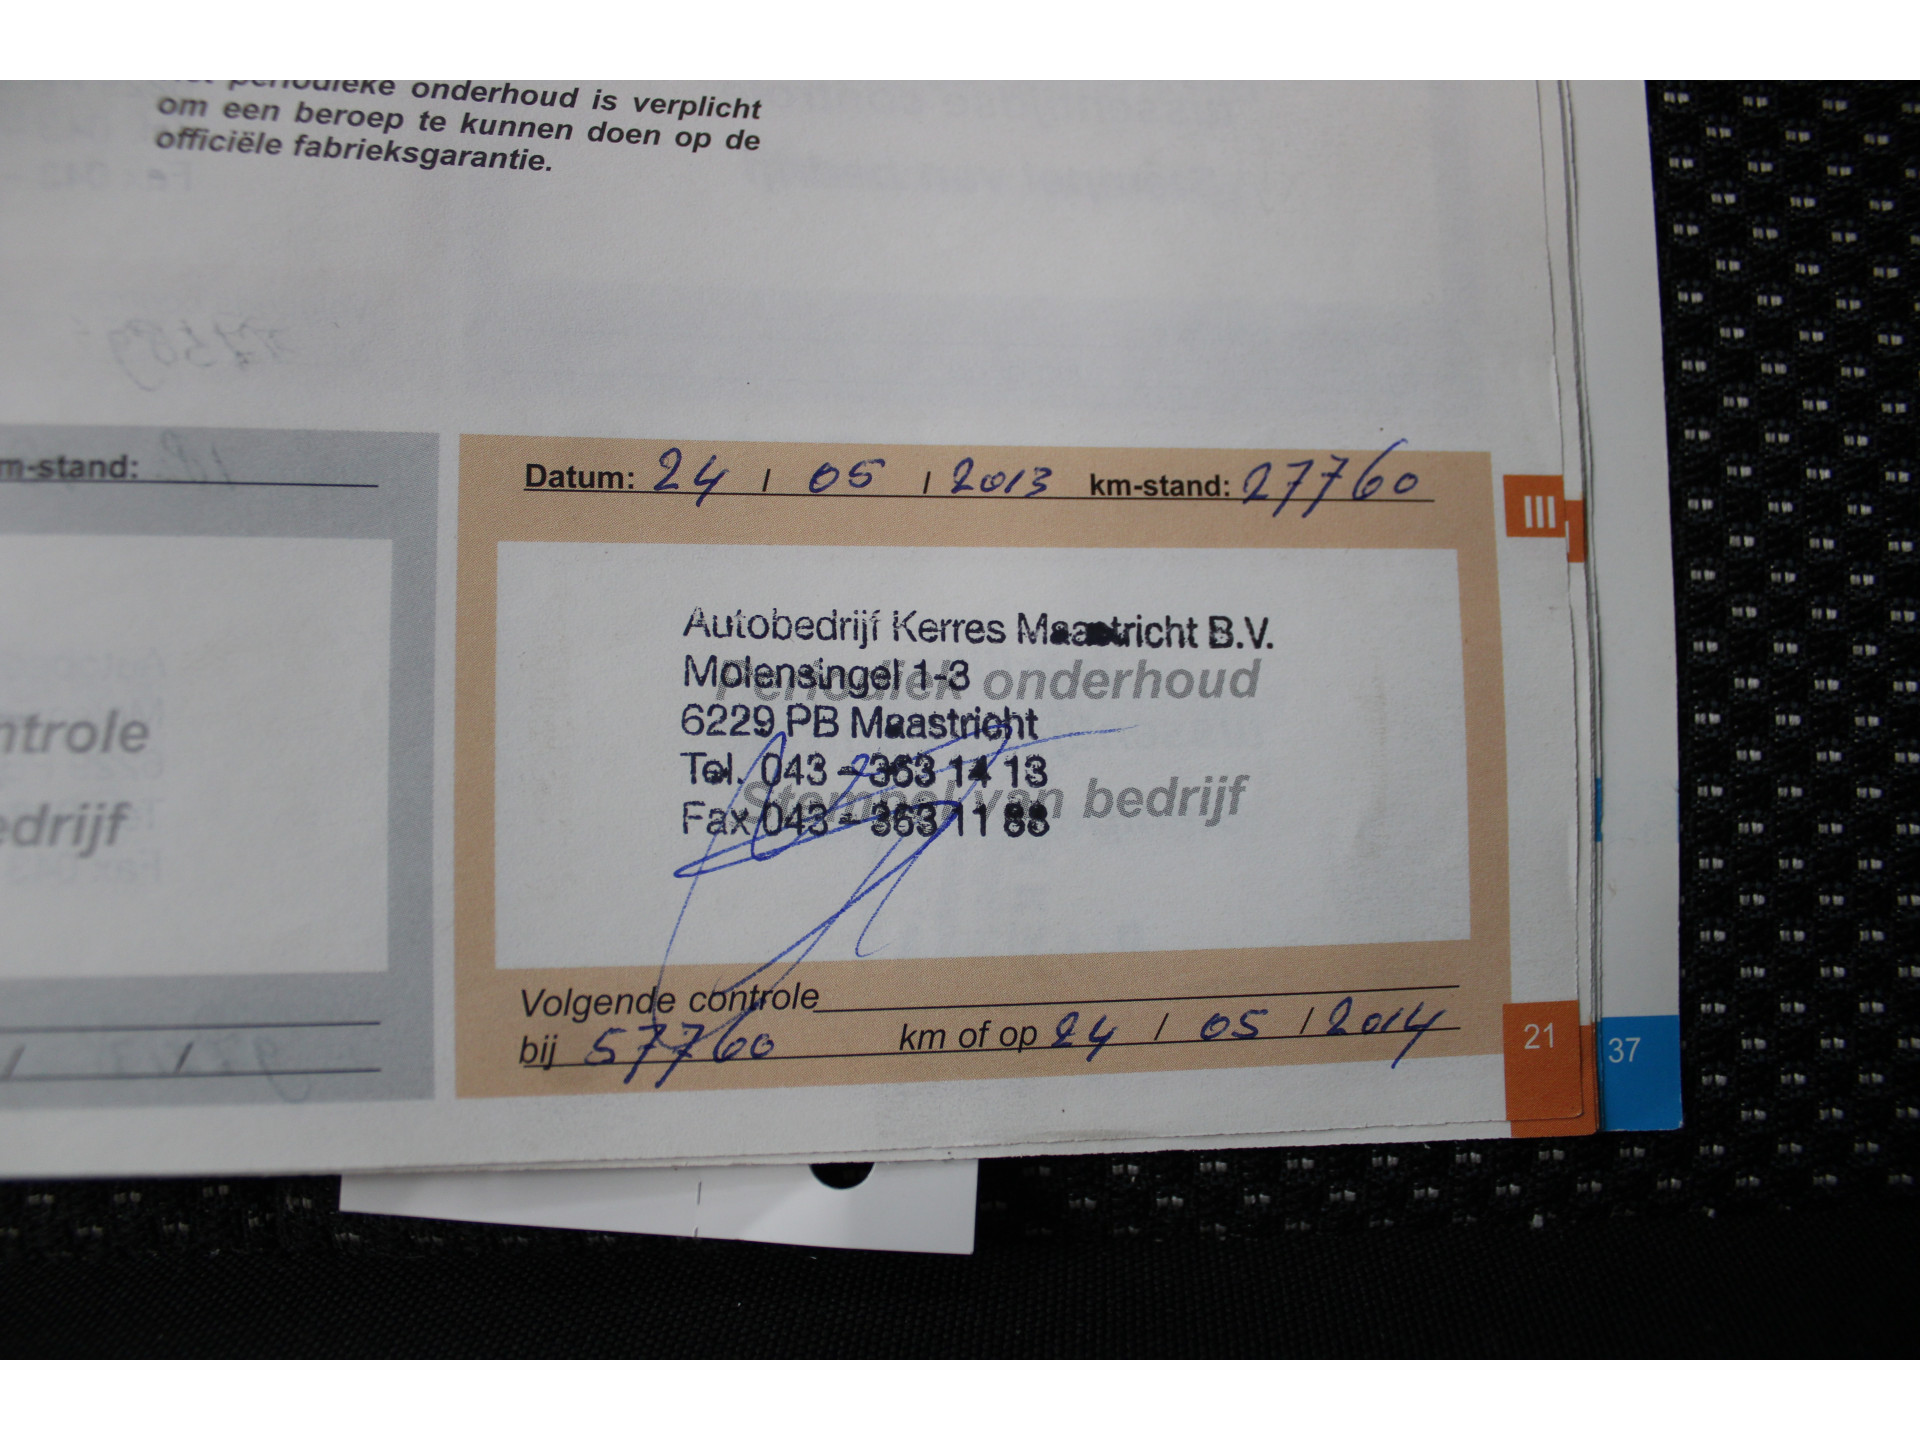 periodieke onderhoud is verplicht
om een beroep te kunnen doen op de
officiële fabrieksgarantie.
m-stand:
Datum: 24 / 05 / 2013 km-stand: 27760
III
Autobedrijf Kerres Maastricht B.V.
Molensingel 1-3
Periodiek onderhoud
6229 PB Maastricht
Tel. 043 - 363 14 13
Stempel van bedrijf
Fax 043 - 363 11 88
ntrole
edrijf
Volgende controle
bij 57760 km of op 24 / 05 / 2014
/ /
21
37